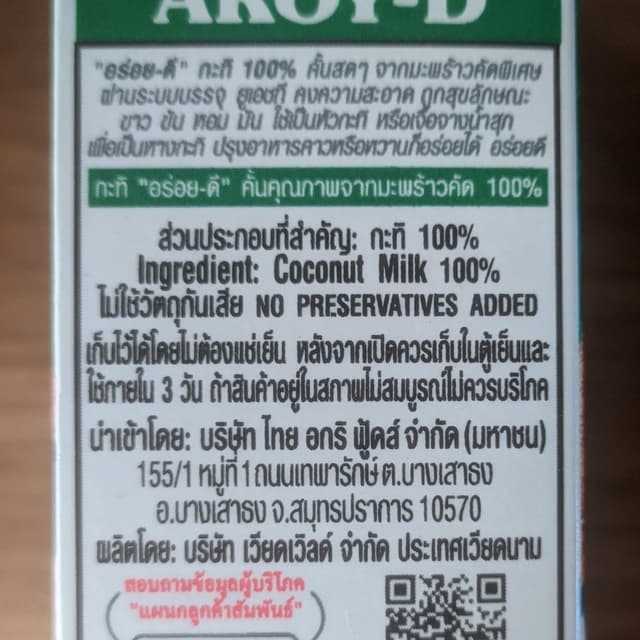 AROY-D
"อร่อย-ดี" กะทิ 100% คั้นสดๆ จากมะพร้าวคัดพิเศษ
ผ่านระบบบรรจุ ยูเอชที คงความสะอาด ถูกสุขลักษณะ
ขาว ข้น หอม มัน ใช้เป็นหัวกะทิ หรือเจือจางน้ำสุก
เพื่อเป็นหางกะทิ ปรุงอาหารคาวหรือหวานก็อร่อยได้ อร่อยดี
กะทิ "อร่อย-ดี" คั้นคุณภาพจากมะพร้าวคัด 100%
ส่วนประกอบที่สำคัญ: กะทิ 100%
Ingredient: Coconut Milk 100%
ไม่ใช้วัตถุกันเสีย NO PRESERVATIVES ADDED
เก็บไว้ได้โดยไม่ต้องแช่เย็น หลังจากเปิดควรเก็บในตู้เย็นและ
ใช้ภายใน 3 วัน ถ้าสินค้าอยู่ในสภาพไม่สมบูรณ์ไม่ควรบริโภค
นำเข้าโดย: บริษัท ไทย อกริ ฟู้ดส์ จำกัด (มหาชน)
155/1 หมู่ที่ 1 ถนนเทพารักษ์ ต.บางเสาธง
อ.บางเสาธง จ.สมุทรปราการ 10570
ผลิตโดย: บริษัท เวียดเวิลด์ จำกัด ประเทศเวียดนาม
สอบถามข้อมูลผู้บริโภค
"แผนกลูกค้าสัมพันธ์"